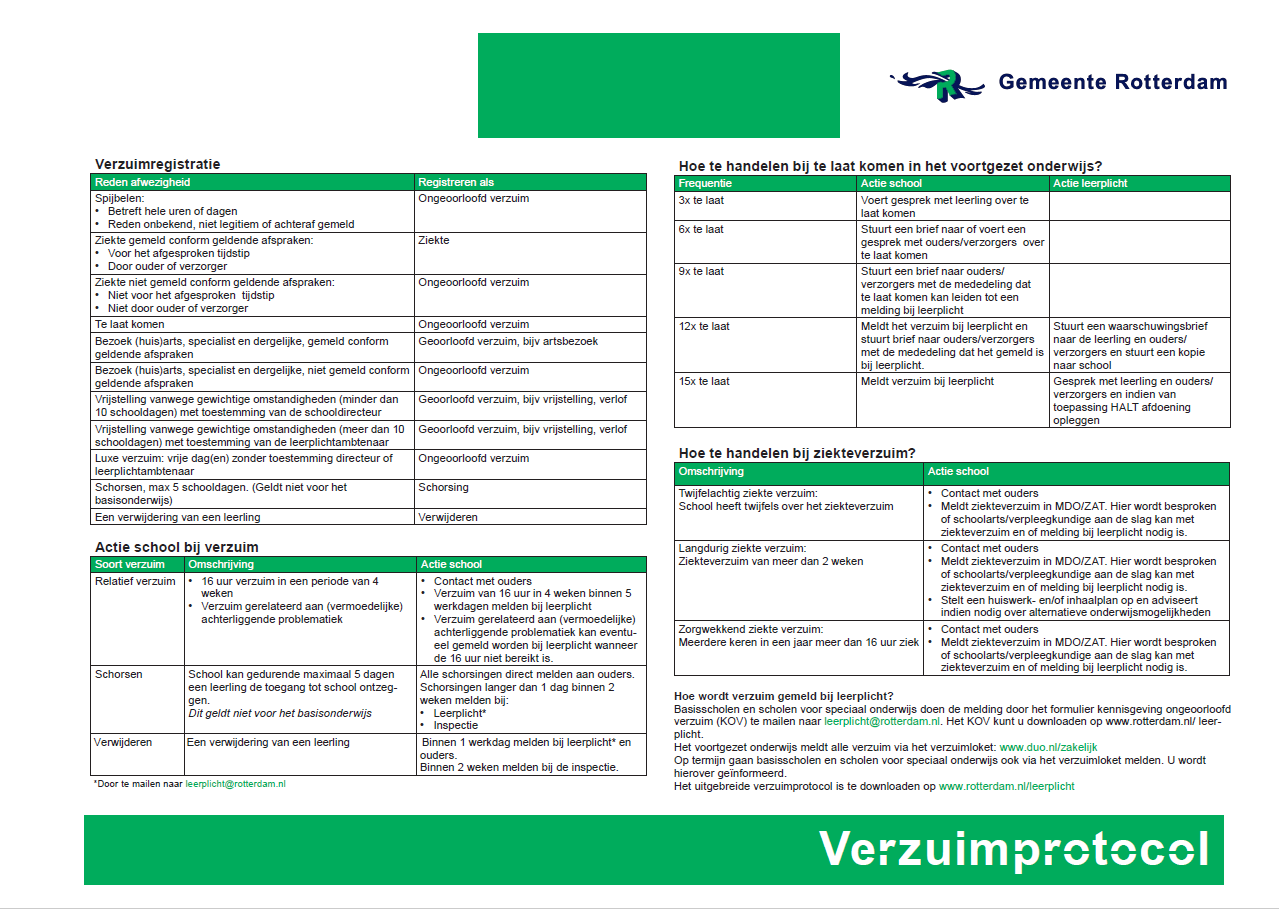 Gemeente Rotterdam
Verzuimregistratie
Reden afwezigheid Registreren als
Spijbelen: Ongeoorloofd verzuim
• Betreft hele uren of dagen
• Reden onbekend, niet legitiem of achteraf gemeld
Ziekte gemeld conform geldende afspraken: Ziekte
• Voor het afgesproken tijdstip
• Door ouder of verzorger
Ziekte niet gemeld conform geldende afspraken: Ongeoorloofd verzuim
• Niet voor het afgesproken tijdstip
• Niet door ouder of verzorger
Te laat komen Ongeoorloofd verzuim
Bezoek (huis)arts, specialist en dergelijke, gemeld conform Geoorloofd verzuim, bijv artsbezoek
geldende afspraken
Bezoek (huis)arts, specialist en dergelijke, niet gemeld conform Ongeoorloofd verzuim
geldende afspraken
Vrijstelling vanwege gewichtige omstandigheden (minder dan Geoorloofd verzuim, bijv vrijstelling, verlof
10 schooldagen) met toestemming van de schooldirecteur
Vrijstelling vanwege gewichtige omstandigheden (meer dan 10 Geoorloofd verzuim, bijv vrijstelling, verlof
schooldagen) met toestemming van de leerplichtambtenaar
Luxe verzuim: vrije dag(en) zonder toestemming directeur of Ongeoorloofd verzuim
leerplichtambtenaar
Schorsen, max 5 schooldagen. (Geldt niet voor het Schorsing
basisonderwijs)
Een verwijdering van een leerling Verwijderen
Actie school bij verzuim
Soort verzuim Omschrijving Actie school
Relatief verzuim
• 16 uur verzuim in een periode van 4
weken
• Verzuim gerelateerd aan (vermoedelijke)
achterliggende problematiek
• Contact met ouders
• Verzuim van 16 uur in 4 weken binnen 5
werkdagen melden bij leerplicht
• Verzuim gerelateerd aan (vermoedelijke)
achterliggende problematiek kan eventu-
eel gemeld worden bij leerplicht wanneer
de 16 uur niet bereikt is.
Schorsen
School kan gedurende maximaal 5 dagen
een leerling de toegang tot school ontzeg-
gen.
Dit geldt niet voor het basisonderwijs
Alle schorsingen direct melden aan ouders.
Schorsingen langer dan 1 dag binnen 2
weken melden bij:
• Leerplicht*
• Inspectie
Verwijderen
Een verwijdering van een leerling
Binnen 1 werkdag melden bij leerplicht* en
ouders.
Binnen 2 weken melden bij de inspectie.
*Door te mailen naar leerplicht@rotterdam.nl
Hoe te handelen bij te laat komen in het voortgezet onderwijs?
Frequentie Actie school Actie leerplicht
3x te laat
Voert gesprek met leerling over te
laat komen
6x te laat
Stuurt een brief naar of voert een
gesprek met ouders/verzorgers over
te laat komen
9x te laat
Stuurt een brief naar ouders/
verzorgers met de mededeling dat
te laat komen kan leiden tot een
melding bij leerplicht
12x te laat
Meldt het verzuim bij leerplicht en
stuurt brief naar ouders/verzorgers
met de mededeling dat het gemeld is
bij leerplicht.
Stuurt een waarschuwingsbrief
naar de leerling en ouders/
verzorgers en stuurt een kopie
naar school
15x te laat
Meldt verzuim bij leerplicht
Gesprek met leerling en ouders/
verzorgers en indien van
toepassing HALT afdoening
opleggen
Hoe te handelen bij ziekteverzuim?
Omschrijving Actie school
Twijfelachtig ziekte verzuim:
School heeft twijfels over het ziekteverzuim
• Contact met ouders
• Meldt ziekteverzuim in MDO/ZAT. Hier wordt besproken
of schoolarts/verpleegkundige aan de slag kan met
ziekteverzuim en of melding bij leerplicht nodig is.
Langdurig ziekte verzuim:
Ziekteverzuim van meer dan 2 weken
• Contact met ouders
• Meldt ziekteverzuim in MDO/ZAT. Hier wordt besproken
of schoolarts/verpleegkundige aan de slag kan met
ziekteverzuim en of melding bij leerplicht nodig is.
• Stelt een huiswerk- en/of inhaalplan op en adviseert
indien nodig over alternatieve onderwijsmogelijkheden
Zorgwekkend ziekte verzuim:
Meerdere keren in een jaar meer dan 16 uur ziek
• Contact met ouders
• Meldt ziekteverzuim in MDO/ZAT. Hier wordt besproken
of schoolarts/verpleegkundige aan de slag kan met
ziekteverzuim en of melding bij leerplicht nodig is.
Hoe wordt verzuim gemeld bij leerplicht?
Basisscholen en scholen voor speciaal onderwijs doen de melding door het formulier kennisgeving ongeoorloofd
verzuim (KOV) te mailen naar leerplicht@rotterdam.nl. Het KOV kunt u downloaden op www.rotterdam.nl/ leer-
plicht.
Het voortgezet onderwijs meldt alle verzuim via het verzuimloket: www.duo.nl/zakelijk
Op termijn gaan basisscholen en scholen voor speciaal onderwijs ook via het verzuimloket melden. U wordt
hierover geïnformeerd.
Het uitgebreide verzuimprotocol is te downloaden op www.rotterdam.nl/leerplicht
Verzuimprotocol